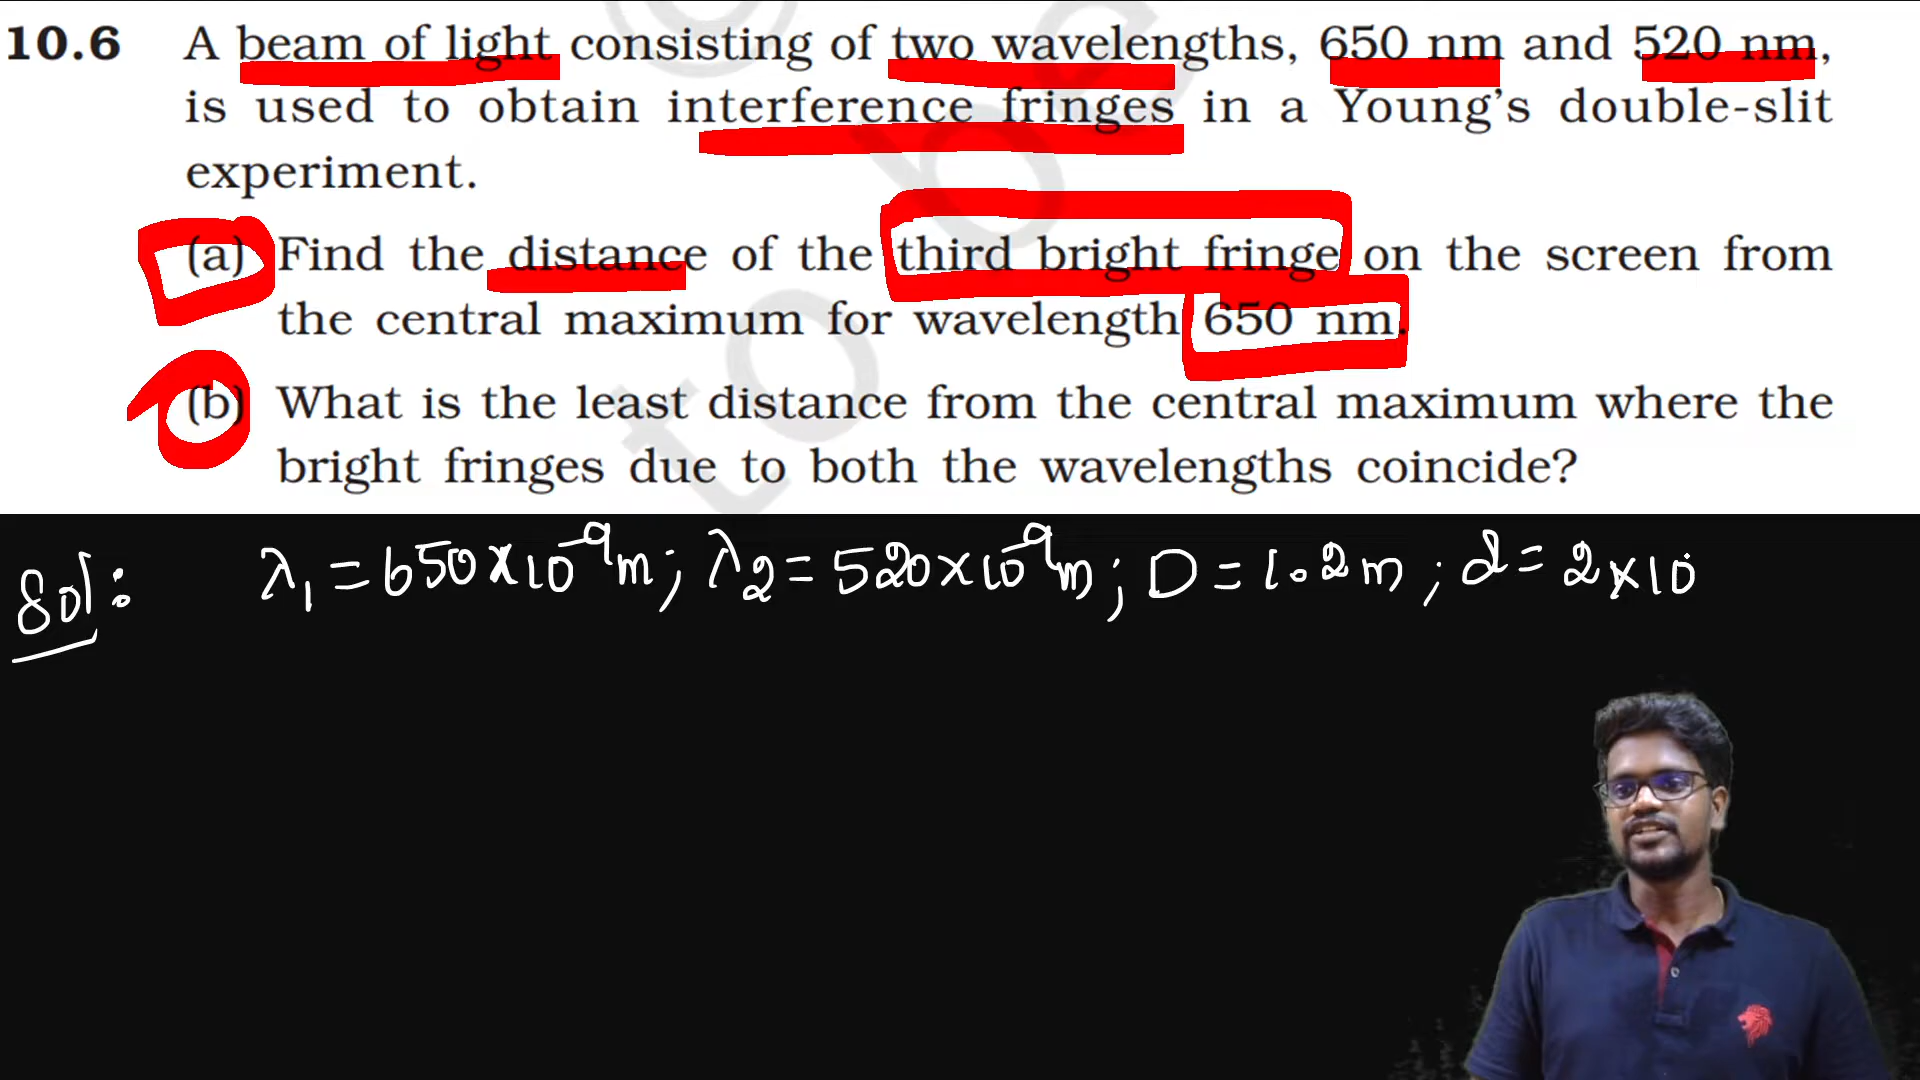 10.6 A beam of light consisting of two wavelengths, 650 nm and 520 nm,
is used to obtain interference fringes in a Young's double-slit
experiment.
(a) Find the distance of the third bright fringe on the screen from
the central maximum for wavelength 650 nm.
(b) What is the least distance from the central maximum where the
bright fringes due to both the wavelengths coincide?
Sol: λ₁ = 650×10⁻⁹m; λ₂ = 520×10⁻⁹m; D = 1.2m; d = 2×10
to be